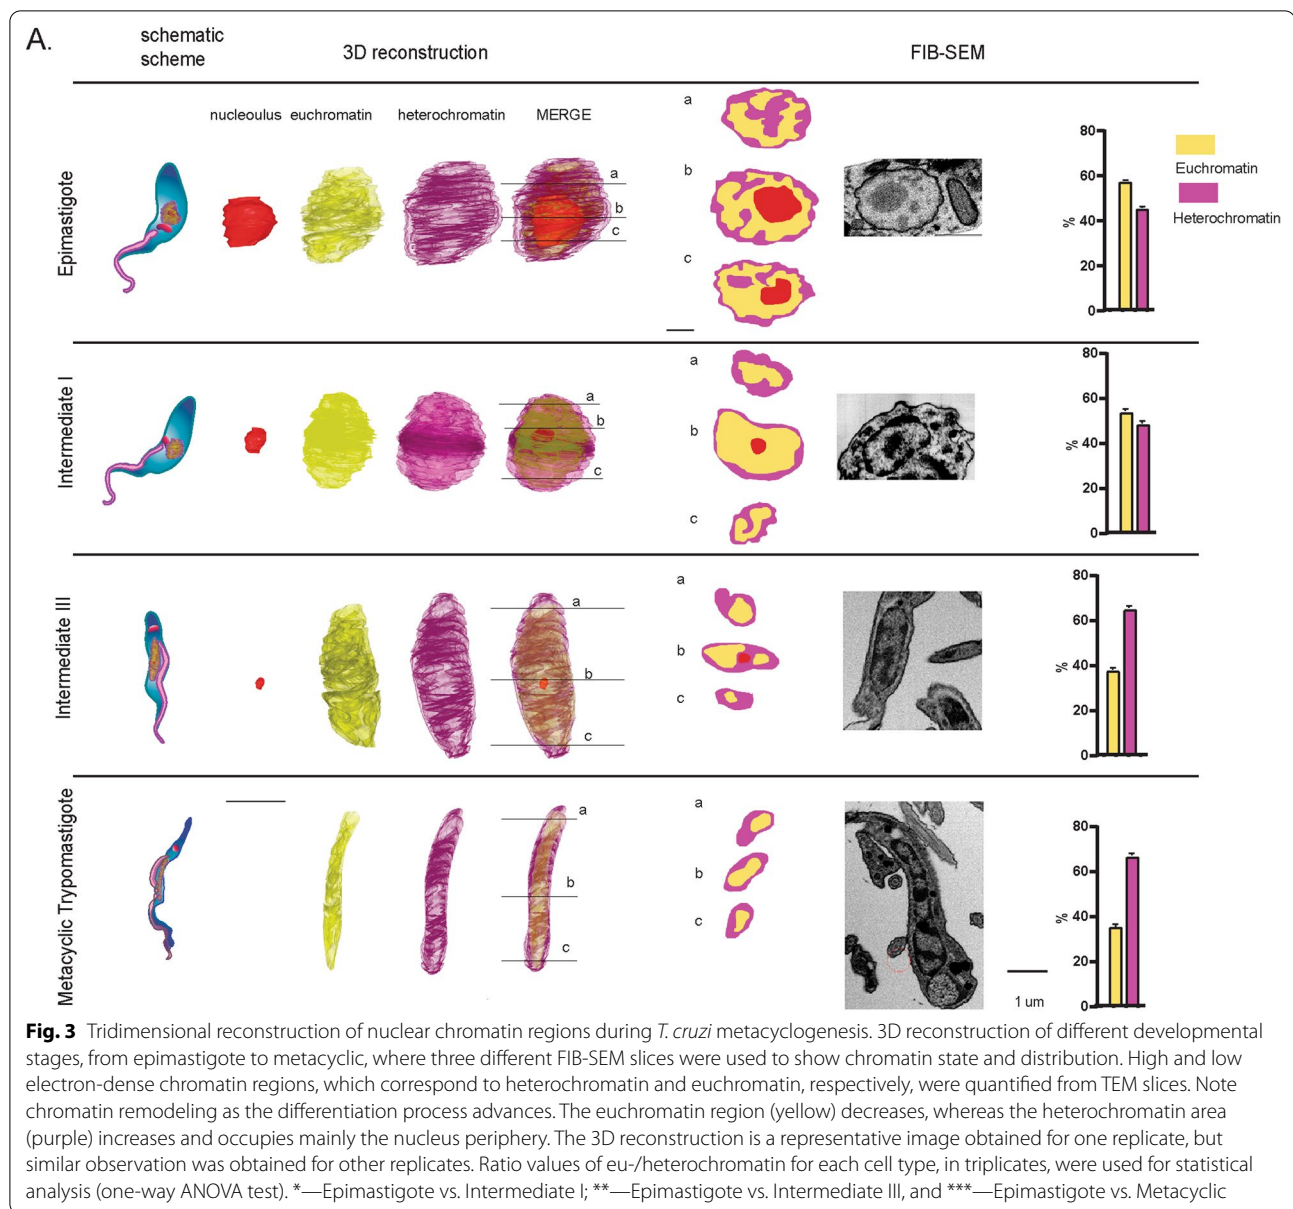 A.
schematic
scheme
3D reconstruction
FIB-SEM
nucleoulus euchromatin heterochromatin MERGE
Epimastigote
a
b
c
a
b
c
80
60
40
20
0
%
Euchromatin
Heterochromatin
Intermediate I
a
b
c
a
b
c
80
60
40
20
0
%
Intermediate III
a
b
c
a
b
c
80
60
40
20
0
%
Metacyclic Trypomastigote
a
b
c
a
b
c
1 um
80
60
40
20
0
%
Fig. 3 Tridimensional reconstruction of nuclear chromatin regions during T. cruzi metacyclogenesis. 3D reconstruction of different developmental
stages, from epimastigote to metacyclic, where three different FIB-SEM slices were used to show chromatin state and distribution. High and low
electron-dense chromatin regions, which correspond to heterochromatin and euchromatin, respectively, were quantified from TEM slices. Note
chromatin remodeling as the differentiation process advances. The euchromatin region (yellow) decreases, whereas the heterochromatin area
(purple) increases and occupies mainly the nucleus periphery. The 3D reconstruction is a representative image obtained for one replicate, but
similar observation was obtained for other replicates. Ratio values of eu-/heterochromatin for each cell type, in triplicates, were used for statistical
analysis (one-way ANOVA test). *—Epimastigote vs. Intermediate I; **—Epimastigote vs. Intermediate III, and ***—Epimastigote vs. Metacyclic